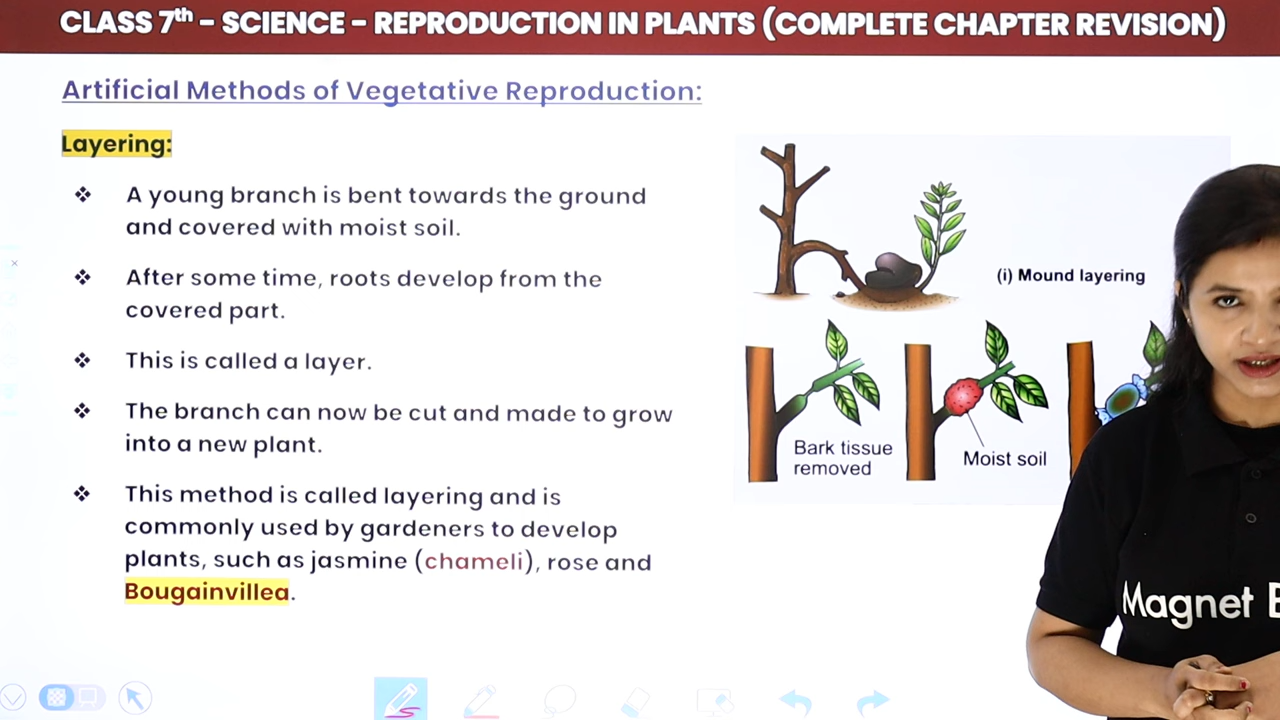 CLASS 7th – SCIENCE – REPRODUCTION IN PLANTS (COMPLETE CHAPTER REVISION)
Artificial Methods of Vegetative Reproduction:
Layering:
❖ A young branch is bent towards the ground
and covered with moist soil.
❖ After some time, roots develop from the
covered part.
❖ This is called a layer.
❖ The branch can now be cut and made to grow
into a new plant.
❖ This method is called layering and is
commonly used by gardeners to develop
plants, such as jasmine (chameli), rose and
Bougainvillea.
(i) Mound layering
Bark tissue
removed
Moist soil
Magnet